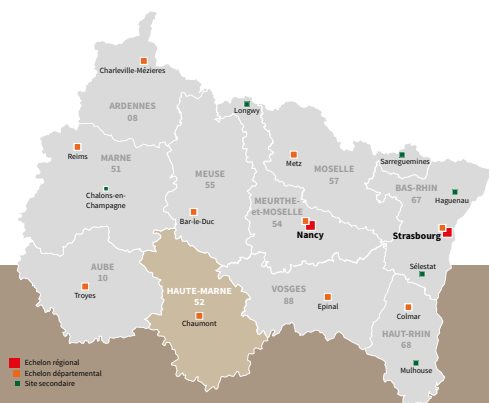 Charleville-Mézieres
ARDENNES
08
Longwy
Reims
MARNE
51
Metz
MOSELLE
57
Sarreguemines
MEUSE
55
BAS-RHIN
67
Chalons-en-
Champagne
Haguenau
MEURTHE-
et-MOSELLE
54
Bar-le-Duc
Nancy
Strasbourg
AUBE
10
Sélestat
HAUTE-MARNE
52
VOSGES
88
Troyes
Epinal
Chaumont
Colmar
HAUT-RHIN
68
Mulhouse
Echelon régional
Echelon départemental
Site secondaire